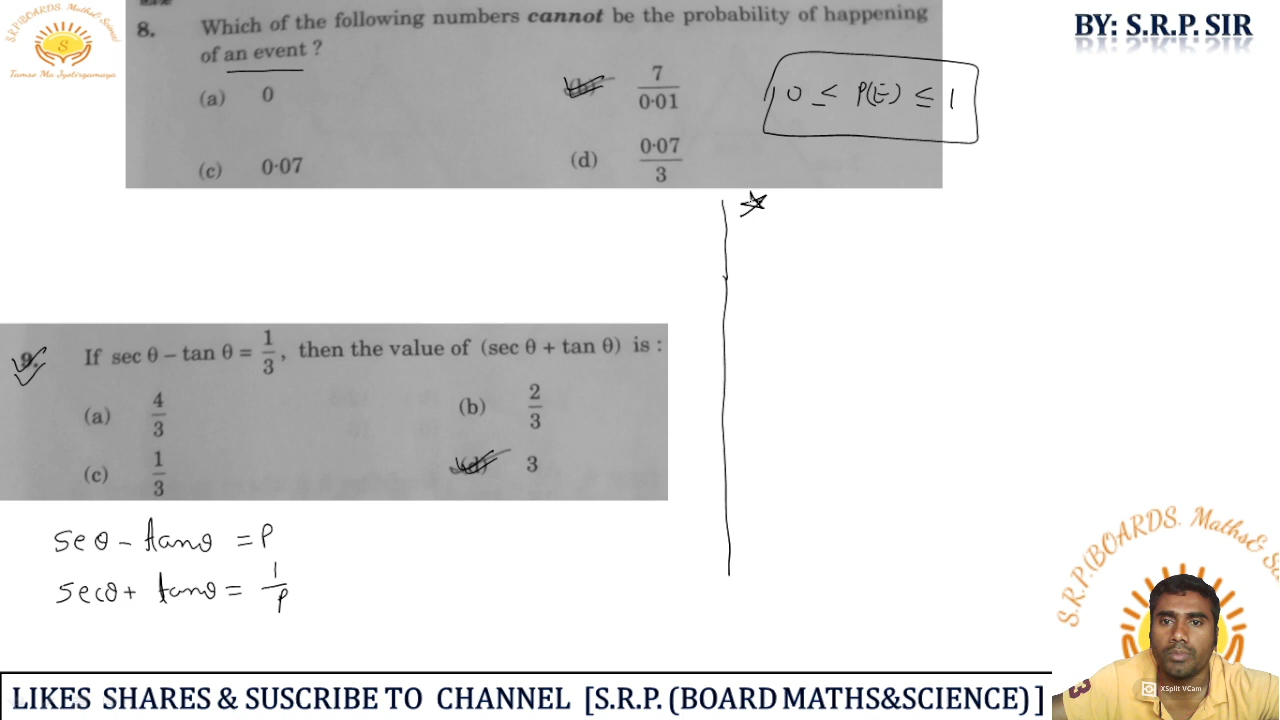 S.R.P.(BOARDS. Maths& Science)
S
Tamso Ma Jyotirgamaya
BY: S.R.P. SIR
8. Which of the following numbers cannot be the probability of happening
of an event ?
(a) 0
(b) 7/0·01
(c) 0·07
(d) 0·07/3
0 ≤ P(E) ≤ 1
9. If sec θ – tan θ = 1/3, then the value of (sec θ + tan θ) is :
(a) 4/3
(b) 2/3
(c) 1/3
(d) 3
seθ - tanθ = P
secθ + tanθ = 1/P
S.R.P.(BOARDS. Maths& Sc
XSplit VCam
LIKES SHARES & SUSCRIBE TO CHANNEL [S.R.P. (BOARD MATHS&SCIENCE) ]